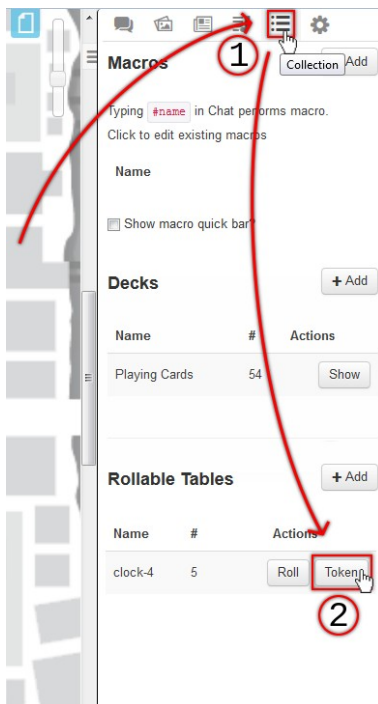 1
Macros
Collection
Add
Typing #name in Chat performs macro.
Click to edit existing macros
Name
Show macro quick bar?
Decks
+ Add
Name # Actions
Playing Cards 54 Show
Rollable Tables
+ Add
Name # Actions
clock-4 5 Roll Token
2